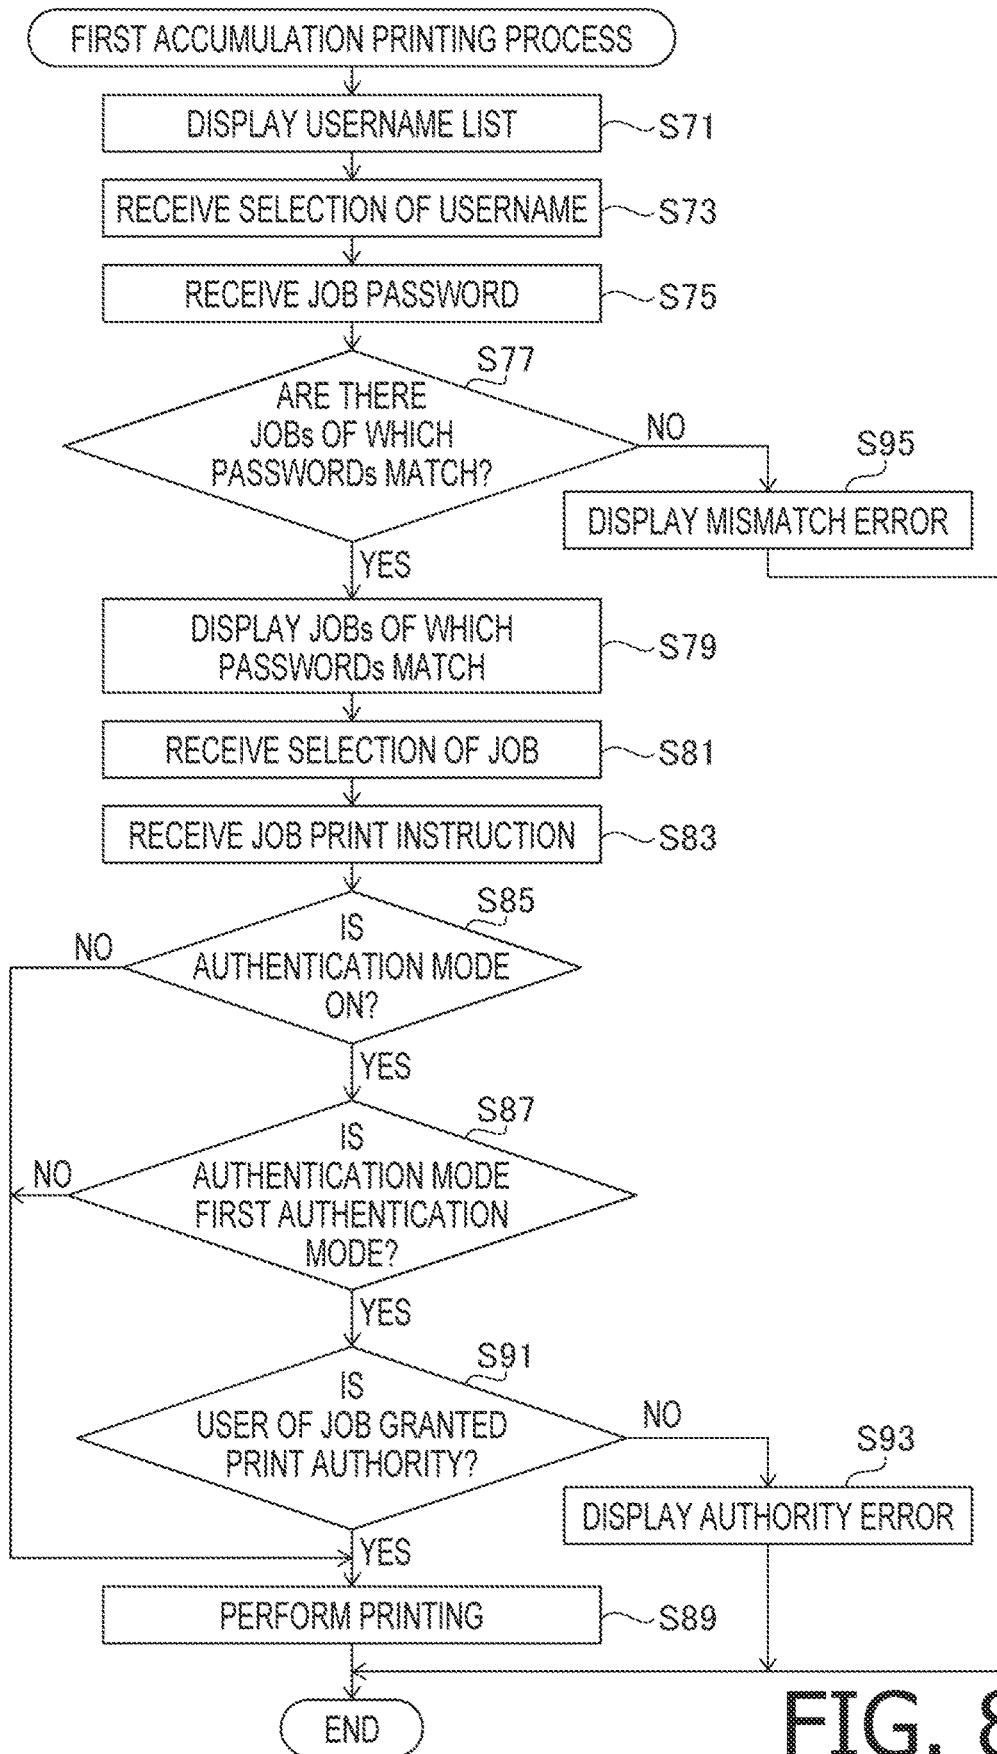 FIRST ACCUMULATION PRINTING PROCESS
DISPLAY USERNAME LIST
S71
RECEIVE SELECTION OF USERNAME
S73
RECEIVE JOB PASSWORD
S75
S77
ARE THERE
JOBs OF WHICH
PASSWORDs MATCH?
NO
S95
DISPLAY MISMATCH ERROR
YES
DISPLAY JOBs OF WHICH
PASSWORDs MATCH
S79
RECEIVE SELECTION OF JOB
S81
RECEIVE JOB PRINT INSTRUCTION
S83
S85
IS
AUTHENTICATION MODE
ON?
NO
YES
S87
IS
AUTHENTICATION MODE
FIRST AUTHENTICATION
MODE?
NO
YES
S91
IS
USER OF JOB GRANTED
PRINT AUTHORITY?
NO
S93
DISPLAY AUTHORITY ERROR
YES
PERFORM PRINTING
S89
END
FIG. 8